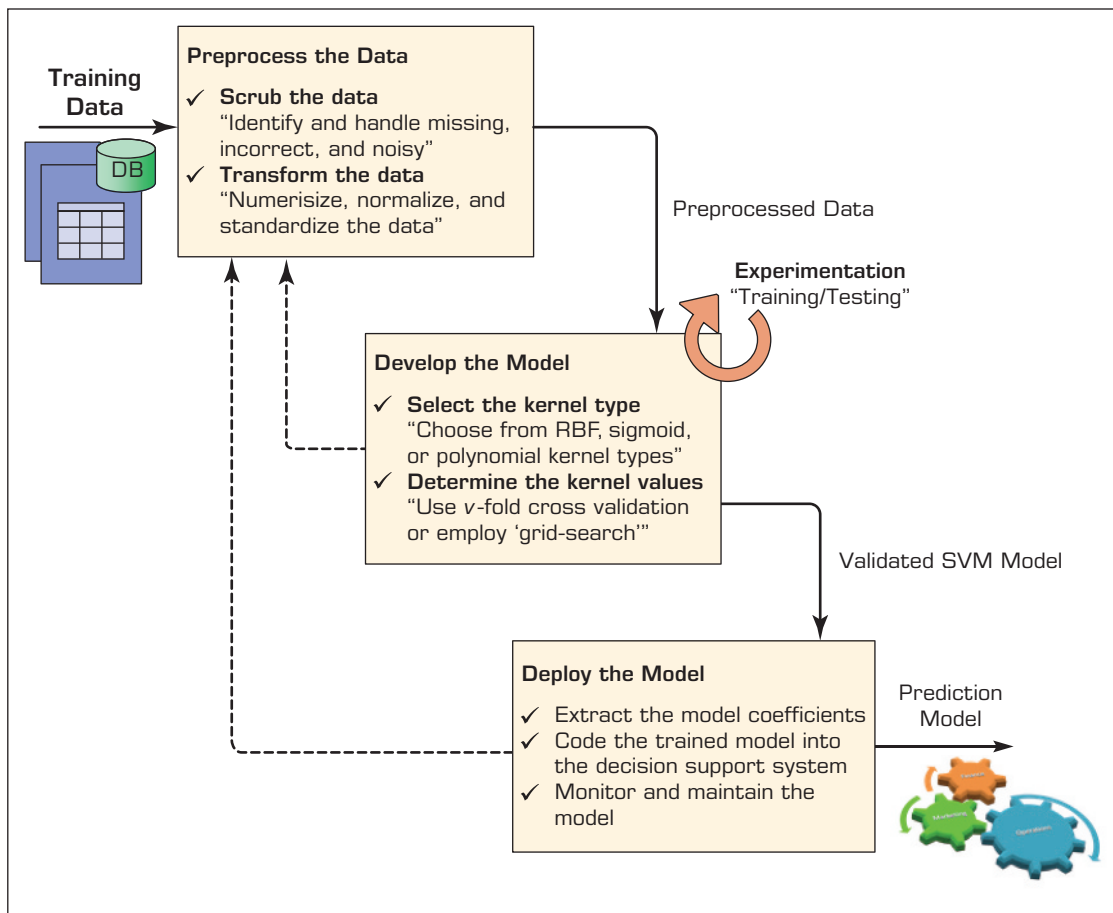 Training
Data
DB
Preprocess the Data
✓ Scrub the data
“Identify and handle missing,
incorrect, and noisy”
✓ Transform the data
“Numerisize, normalize, and
standardize the data”
Preprocessed Data
Experimentation
“Training/Testing”
Develop the Model
✓ Select the kernel type
“Choose from RBF, sigmoid,
or polynomial kernel types”
✓ Determine the kernel values
“Use v-fold cross validation
or employ ‘grid-search’”
Validated SVM Model
Deploy the Model
✓ Extract the model coefficients
✓ Code the trained model into
the decision support system
✓ Monitor and maintain the
model
Prediction
Model